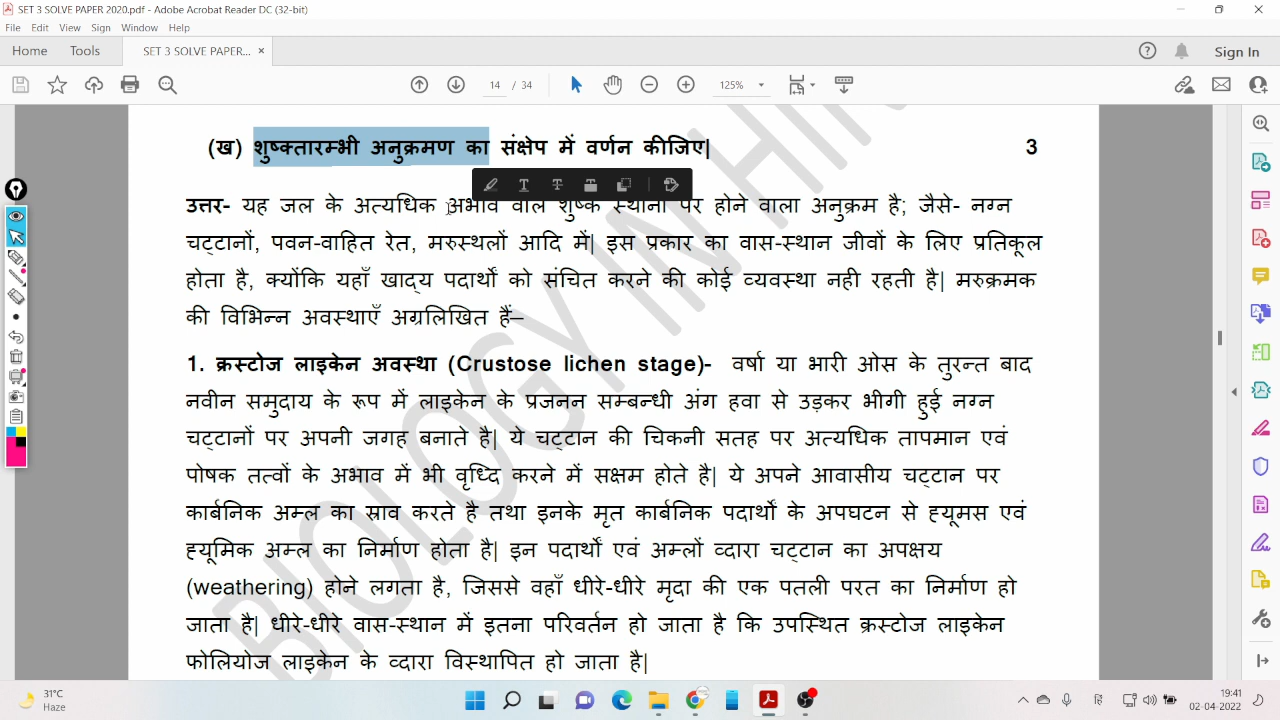 SET 3 SOLVE PAPER 2020.pdf - Adobe Acrobat Reader DC (32-bit)
File Edit View Sign Window Help
Home Tools SET 3 SOLVE PAPER... × Sign In
14 / 34 125%
(ख) शुष्क्तारम्भी अनुक्रमण का संक्षेप में वर्णन कीजिए| 3
उत्तर- यह जल के अत्यधिक अभाव वाले शुष्क स्थानों पर होने वाला अनुक्रम है; जैसे- नग्न
चट्टानों, पवन-वाहित रेत, मरुस्थलों आदि में| इस प्रकार का वास-स्थान जीवों के लिए प्रतिकूल
होता है, क्योंकि यहाँ खाद्य पदार्थों को संचित करने की कोई व्यवस्था नही रहती है| मरुक्रमक
की विभिन्न अवस्थाएँ अग्रलिखित हैं–
1. क्रस्टोज लाइकेन अवस्था (Crustose lichen stage)- वर्षा या भारी ओस के तुरन्त बाद
नवीन समुदाय के रूप में लाइकेन के प्रजनन सम्बन्धी अंग हवा से उड़कर भीगी हुई नग्न
चट्टानों पर अपनी जगह बनाते है| ये चट्टान की चिकनी सतह पर अत्यधिक तापमान एवं
पोषक तत्वों के अभाव में भी वृध्दि करने में सक्षम होते है| ये अपने आवासीय चट्टान पर
कार्बनिक अम्ल का स्राव करते है तथा इनके मृत कार्बनिक पदार्थों के अपघटन से ह्यूमस एवं
ह्यूमिक अम्ल का निर्माण होता है| इन पदार्थों एवं अम्लों व्दारा चट्टान का अपक्षय
(weathering) होने लगता है, जिससे वहाँ धीरे-धीरे मृदा की एक पतली परत का निर्माण हो
जाता है| धीरे-धीरे वास-स्थान में इतना परिवर्तन हो जाता है कि उपस्थित क्रस्टोज लाइकेन
फोलियोज लाइकेन के व्दारा विस्थापित हो जाता है|
BIOLOGY IN HIN
31°C
Haze
19:41
02-04-2022